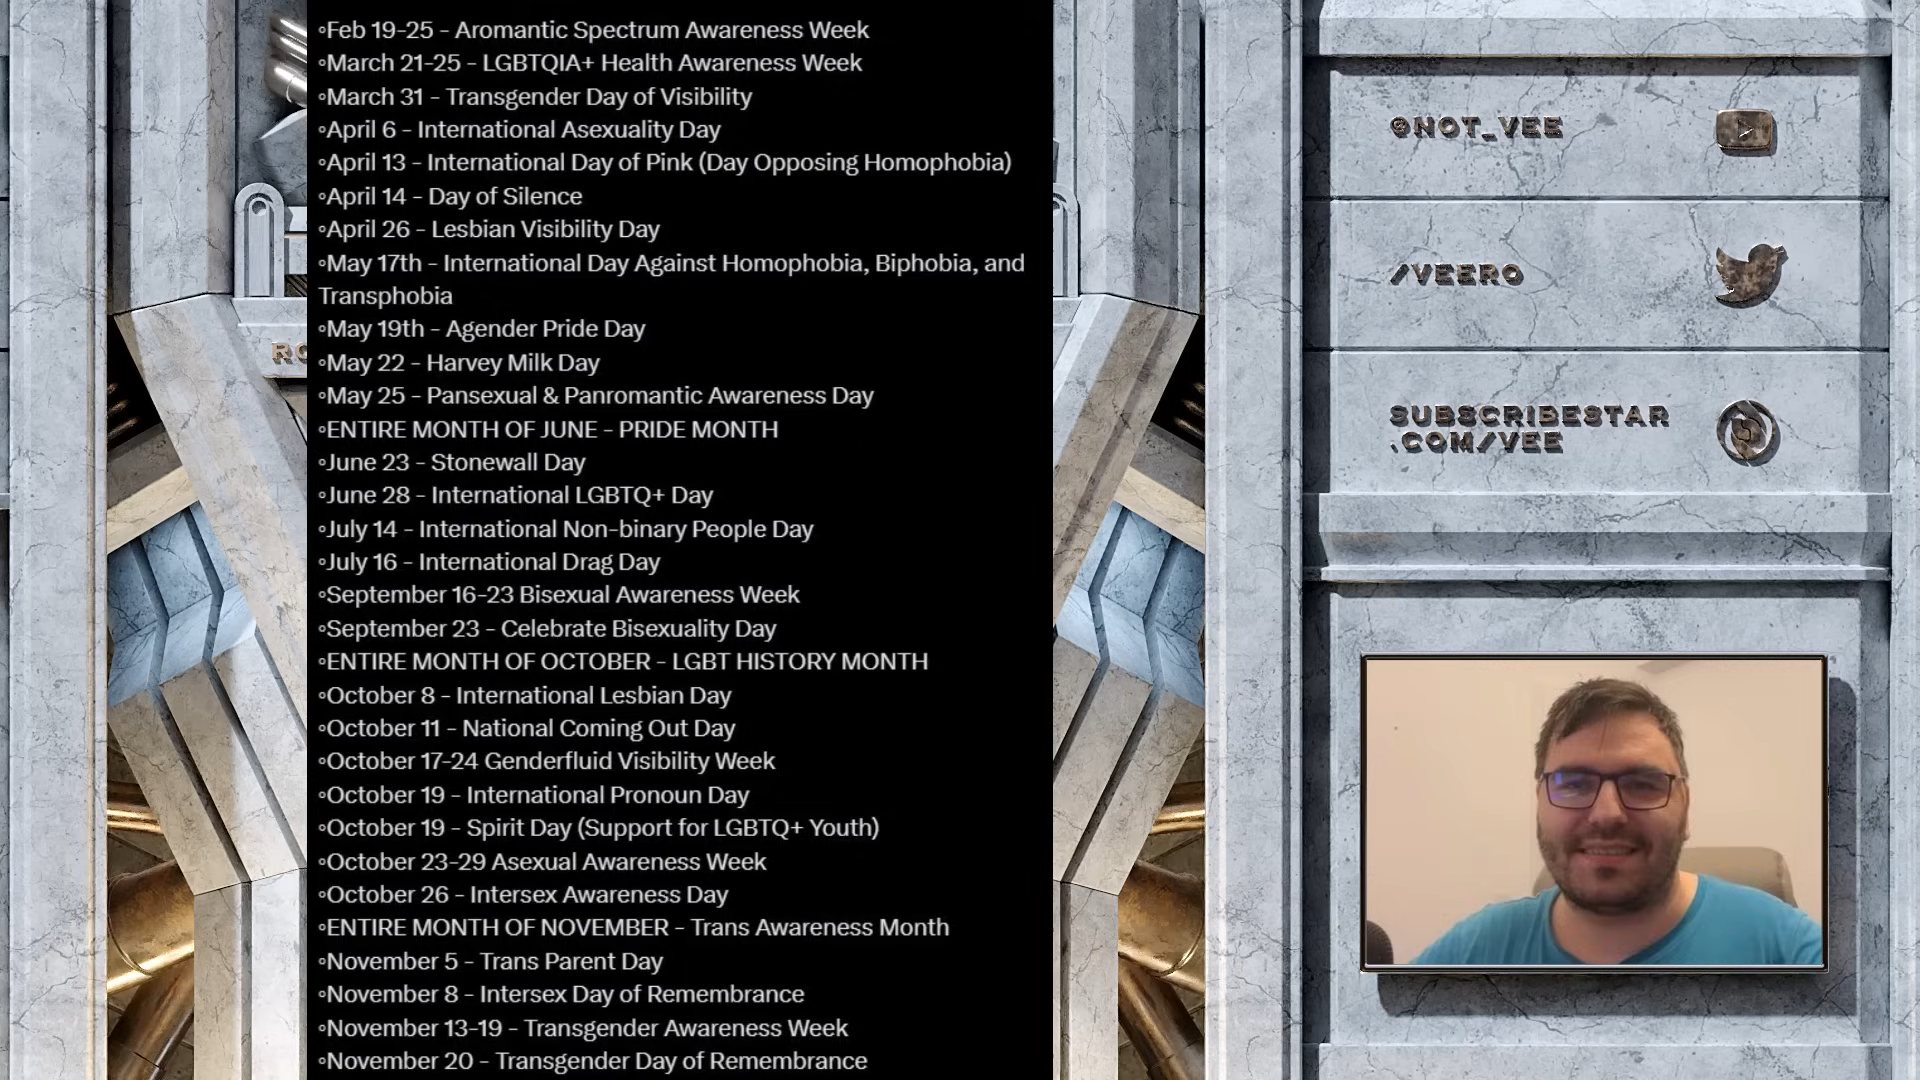 ◦Feb 19-25 - Aromantic Spectrum Awareness Week
◦March 21-25 - LGBTQIA+ Health Awareness Week
◦March 31 - Transgender Day of Visibility
◦April 6 - International Asexuality Day
◦April 13 - International Day of Pink (Day Opposing Homophobia)
◦April 14 - Day of Silence
◦April 26 - Lesbian Visibility Day
◦May 17th - International Day Against Homophobia, Biphobia, and
Transphobia
◦May 19th - Agender Pride Day
◦May 22 - Harvey Milk Day
◦May 25 - Pansexual & Panromantic Awareness Day
◦ENTIRE MONTH OF JUNE - PRIDE MONTH
◦June 23 - Stonewall Day
◦June 28 - International LGBTQ+ Day
◦July 14 - International Non-binary People Day
◦July 16 - International Drag Day
◦September 16-23 Bisexual Awareness Week
◦September 23 - Celebrate Bisexuality Day
◦ENTIRE MONTH OF OCTOBER - LGBT HISTORY MONTH
◦October 8 - International Lesbian Day
◦October 11 - National Coming Out Day
◦October 17-24 Genderfluid Visibility Week
◦October 19 - International Pronoun Day
◦October 19 - Spirit Day (Support for LGBTQ+ Youth)
◦October 23-29 Asexual Awareness Week
◦October 26 - Intersex Awareness Day
◦ENTIRE MONTH OF NOVEMBER - Trans Awareness Month
◦November 5 - Trans Parent Day
◦November 8 - Intersex Day of Remembrance
◦November 13-19 - Transgender Awareness Week
◦November 20 - Transgender Day of Remembrance
@NOT_VEE
/VEERO
SUBSCRIBESTAR
.COM/VEE